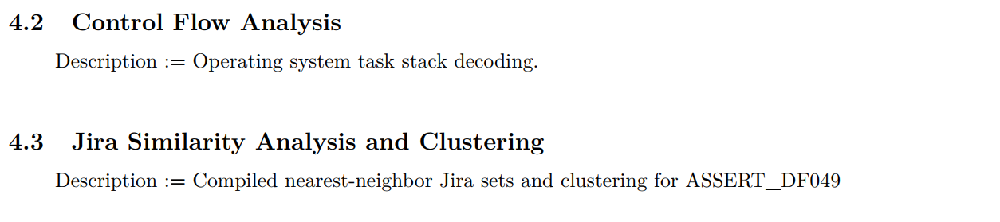 4.2 Control Flow Analysis
Description := Operating system task stack decoding.
4.3 Jira Similarity Analysis and Clustering
Description := Compiled nearest-neighbor Jira sets and clustering for ASSERT_DF049